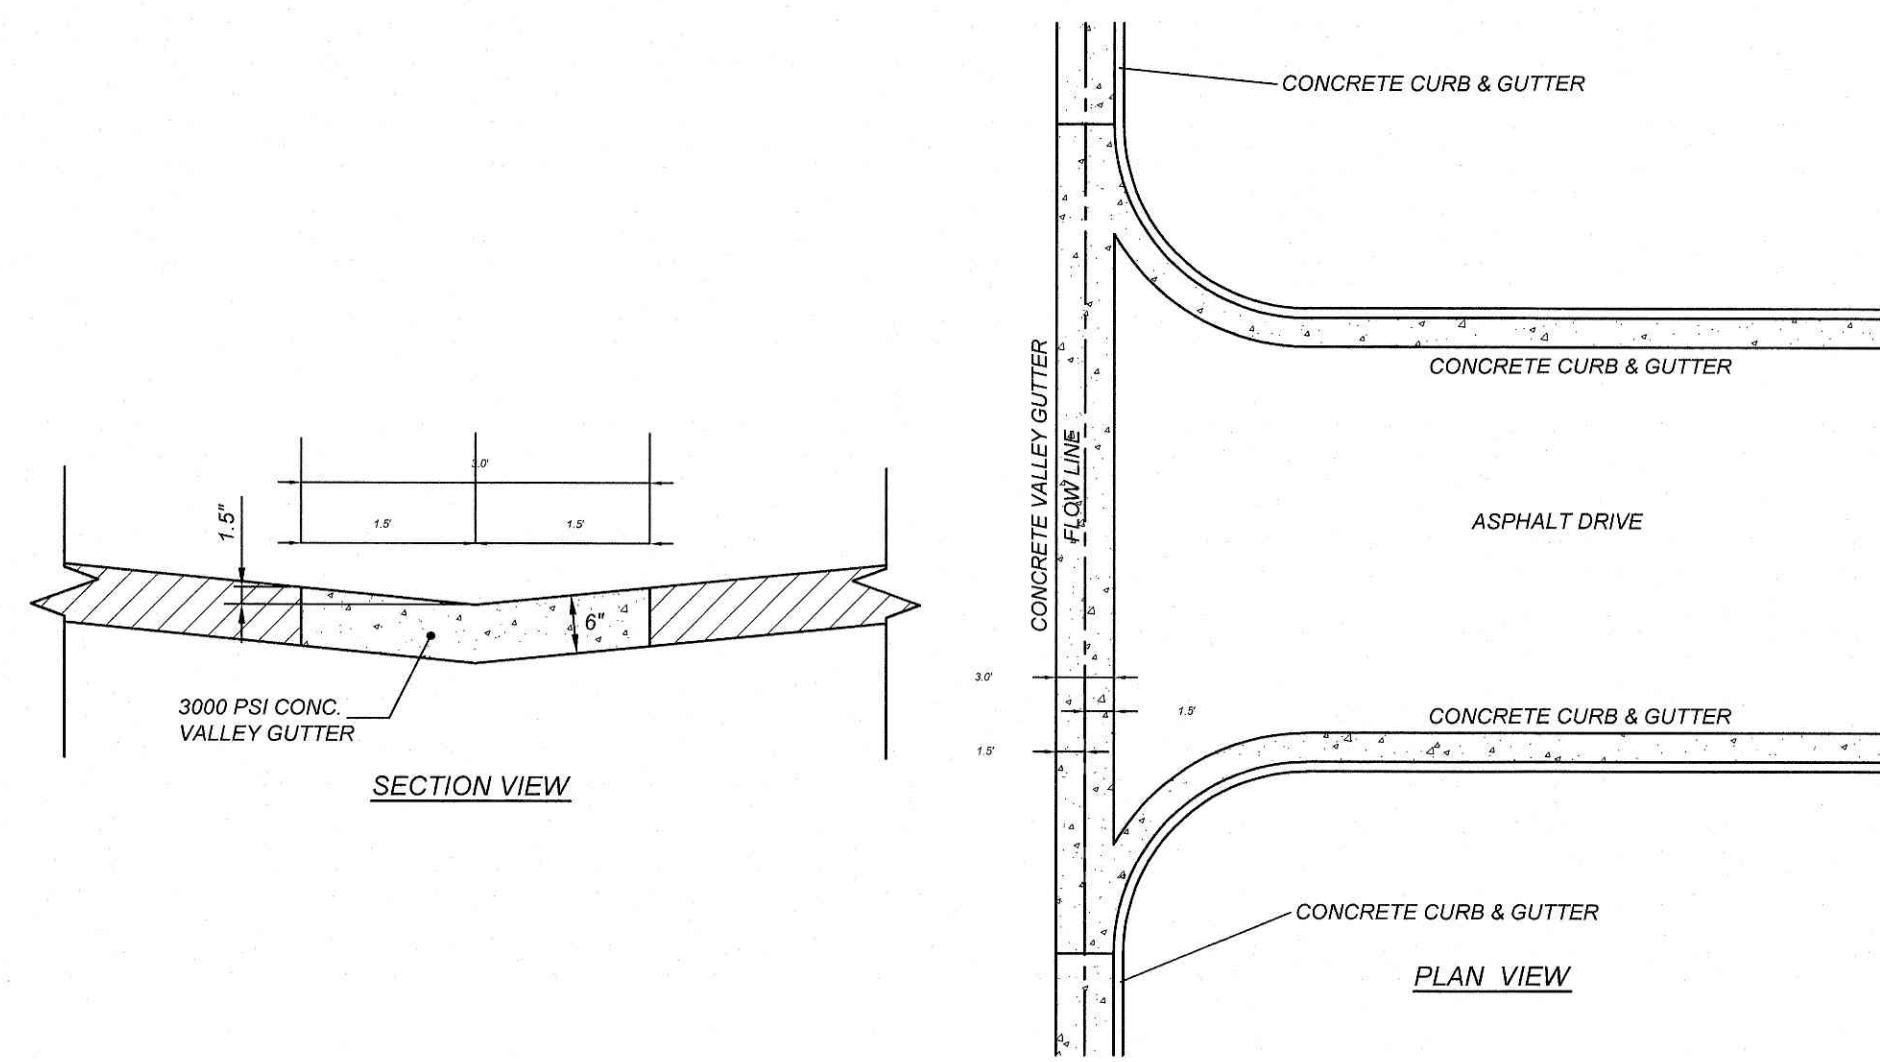 3.0'
1.5'
1.5'
1.5"
6"
3000 PSI CONC.
VALLEY GUTTER
SECTION VIEW
CONCRETE CURB & GUTTER
CONCRETE CURB & GUTTER
CONCRETE VALLEY GUTTER
FLOW LINE
ASPHALT DRIVE
3.0'
1.5'
1.5'
CONCRETE CURB & GUTTER
CONCRETE CURB & GUTTER
PLAN VIEW